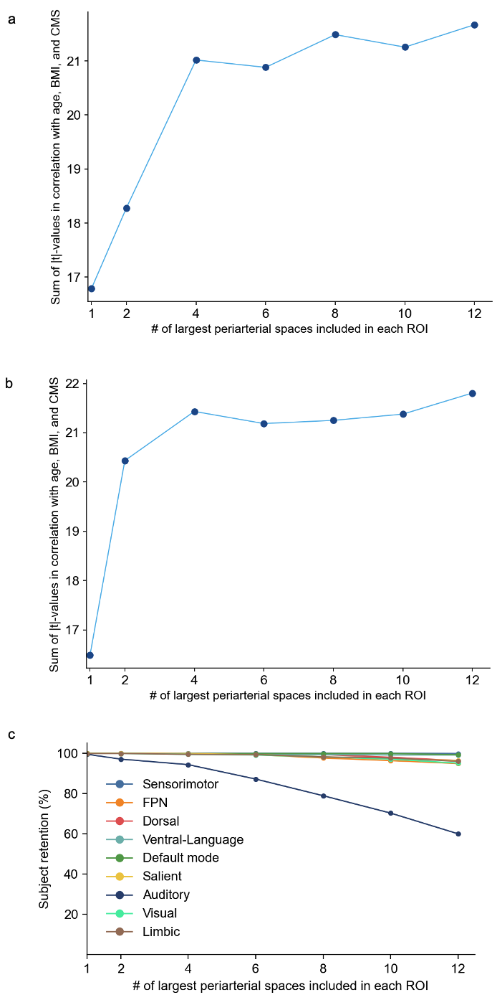 a
Sum of |t|-values in correlation with age, BMI, and CMS
21
20
19
18
17
1 2 4 6 8 10 12
# of largest periarterial spaces included in each ROI
b
Sum of |t|-values in correlation with age, BMI, and CMS
22
21
20
19
18
17
1 2 4 6 8 10 12
# of largest periarterial spaces included in each ROI
c
Subject retention (%)
100
80
60
40
20
Sensorimotor
FPN
Dorsal
Ventral-Language
Default mode
Salient
Auditory
Visual
Limbic
1 2 4 6 8 10 12
# of largest periarterial spaces included in each ROI